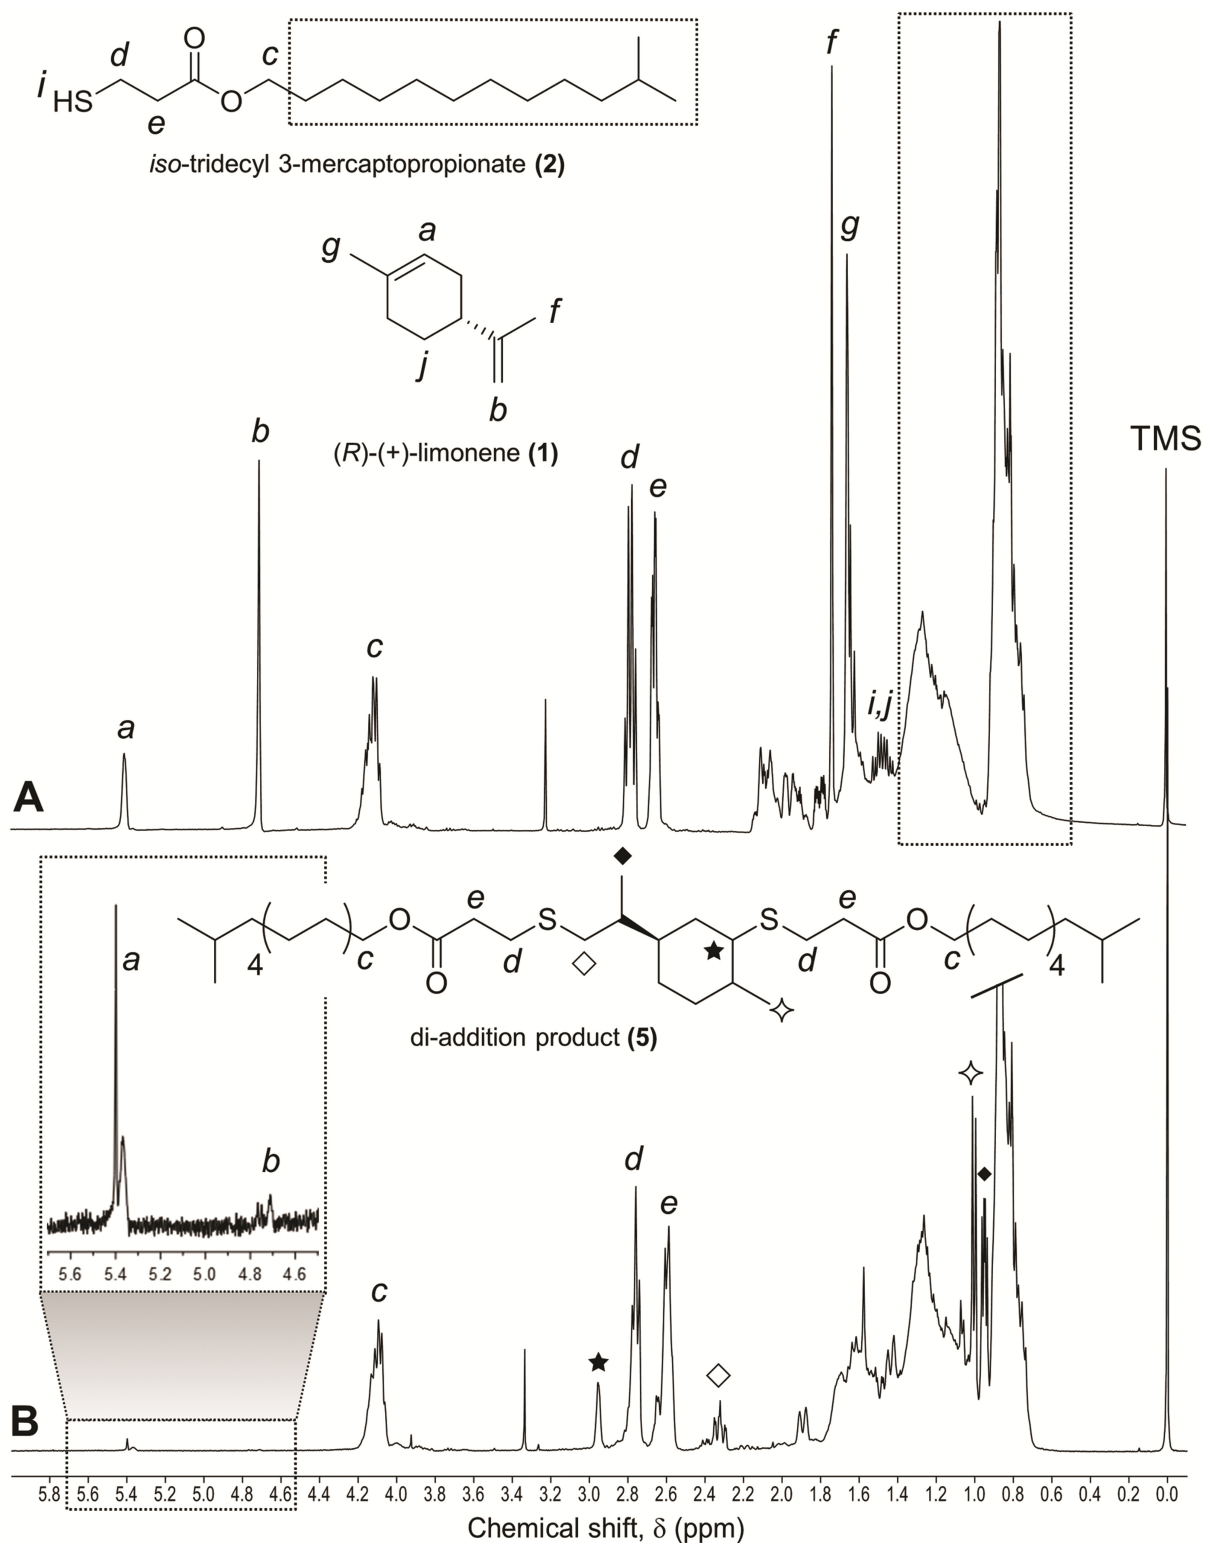 O
d
c
i
HS
O
e
iso-tridecyl 3-mercaptopropionate (2)
f
g
a
g
f
j
b
(R)-(+)-limonene (1)
b
d
e
TMS
c
a
i,j
A
e
S
O
O
4
c
d
S
e
O
O
d
c
4
di-addition product (5)
a
b
5.6 5.4 5.2 5.0 4.8 4.6
d
e
c
B
5.8 5.6 5.4 5.2 5.0 4.8 4.6 4.4 4.2 4.0 3.8 3.6 3.4 3.2 3.0 2.8 2.6 2.4 2.2 2.0 1.8 1.6 1.4 1.2 1.0 0.8 0.6 0.4 0.2 0.0
Chemical shift, δ (ppm)